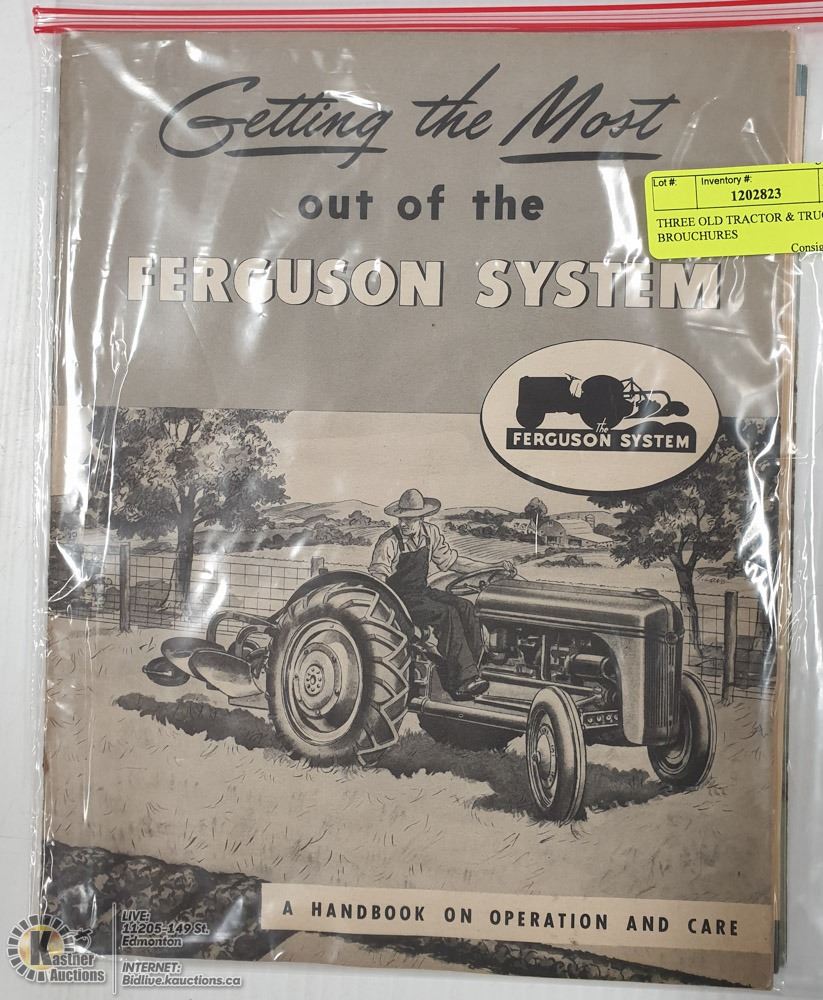 Getting the Most
out of the
FERGUSON SYSTEM
Lot #:
Inventory #:
1202823
THREE OLD TRACTOR & TRU
BROUCHURES
Consig
The
FERGUSON SYSTEM
A HANDBOOK ON OPERATION AND CARE
Kastner
Auctions
LIVE:
11205-149 St.
Edmonton
INTERNET:
Bidlive.kauctions.ca